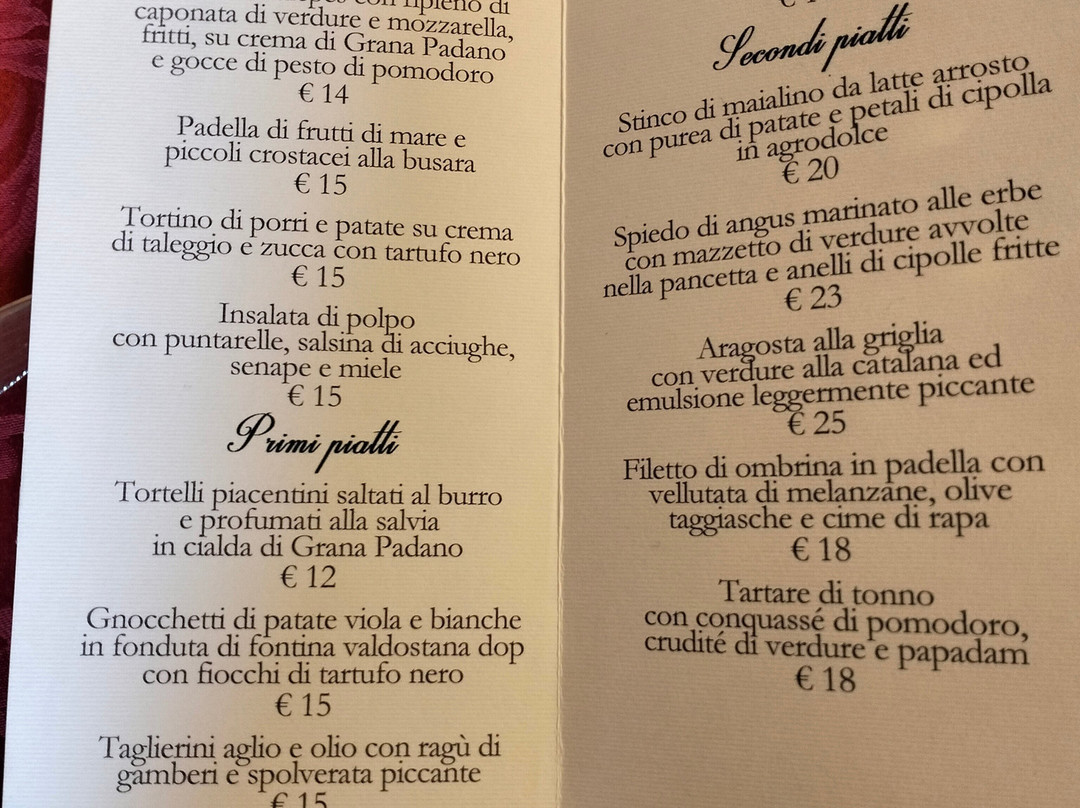 con ripieno di
caponata di verdure e mozzarella,
fritti, su crema di Grana Padano
e gocce di pesto di pomodoro
€ 14
Padella di frutti di mare e
piccoli crostacei alla busara
€ 15
Tortino di porri e patate su crema
di taleggio e zucca con tartufo nero
€ 15
Insalata di polpo
con puntarelle, salsina di acciughe,
senape e miele
€ 15
Primi piatti
Tortelli piacentini saltati al burro
e profumati alla salvia
in cialda di Grana Padano
€ 12
Gnocchetti di patate viola e bianche
in fonduta di fontina valdostana dop
con fiocchi di tartufo nero
€ 15
Taglierini aglio e olio con ragù di
gamberi e spolverata piccante
€ 15
Secondi piatti
Stinco di maialino da latte arrosto
con purea di patate e petali di cipolla
in agrodolce
€ 20
Spiedo di angus marinato alle erbe
con mazzetto di verdure avvolte
nella pancetta e anelli di cipolle fritte
€ 23
Aragosta alla griglia
con verdure alla catalana ed
emulsione leggermente piccante
€ 25
Filetto di ombrina in padella con
vellutata di melanzane, olive
taggiasche e cime di rapa
€ 18
Tartare di tonno
con conquassé di pomodoro,
crudité di verdure e papadam
€ 18